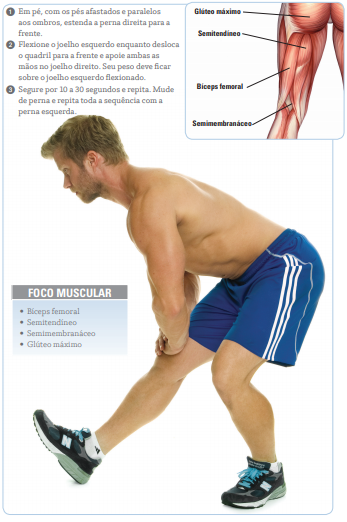 1 Em pé, com os pés afastados e paralelos
aos ombros, estenda a perna direita para a
frente.
2 Flexione o joelho esquerdo enquanto desloca
o quadril para a frente e apoie ambas as
mãos no joelho direito. Seu peso deve ficar
sobre o joelho esquerdo flexionado.
3 Segure por 10 a 30 segundos e repita. Mude
de perna e repita toda a sequência com a
perna esquerda.
Glúteo máximo
Semitendíneo
Bíceps femoral
Semimembranáceo
FOCO MUSCULAR
• Bíceps femoral
• Semitendíneo
• Semimembranáceo
• Glúteo máximo
N
N